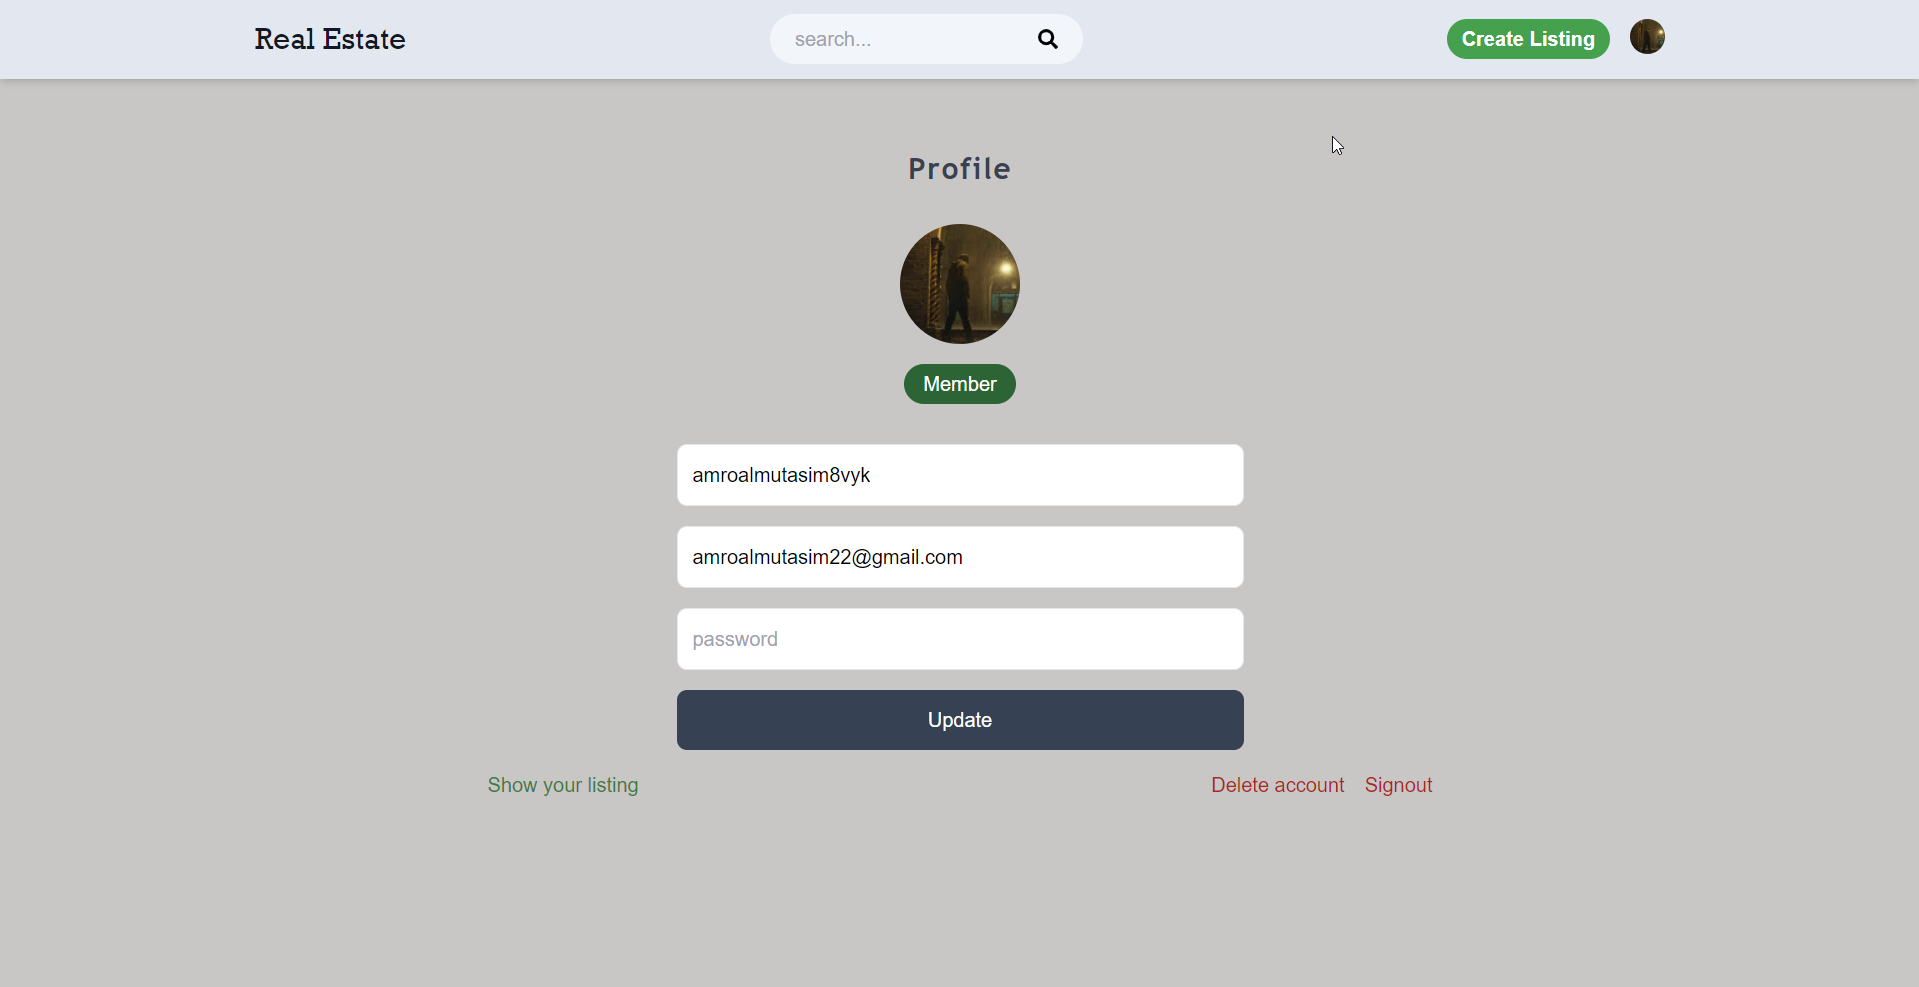 Real Estate
search...
Create Listing
Profile
Member
amroalmutasim8vyk
amroalmutasim22@gmail.com
password
Update
Show your listing
Delete account
Signout